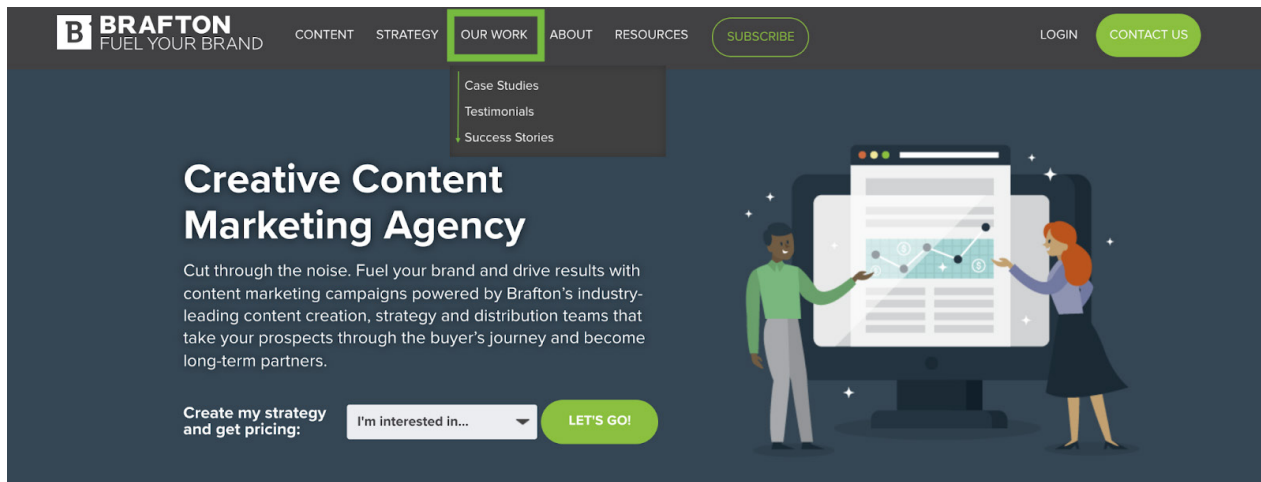 B BRAFTON
FUEL YOUR BRAND
CONTENT STRATEGY OUR WORK ABOUT RESOURCES SUBSCRIBE LOGIN CONTACT US
Case Studies
Testimonials
Success Stories
Creative Content
Marketing Agency
Cut through the noise. Fuel your brand and drive results with
content marketing campaigns powered by Brafton's industry-
leading content creation, strategy and distribution teams that
take your prospects through the buyer's journey and become
long-term partners.
Create my strategy
and get pricing:
I'm interested in...
LET'S GO!
$
$
$